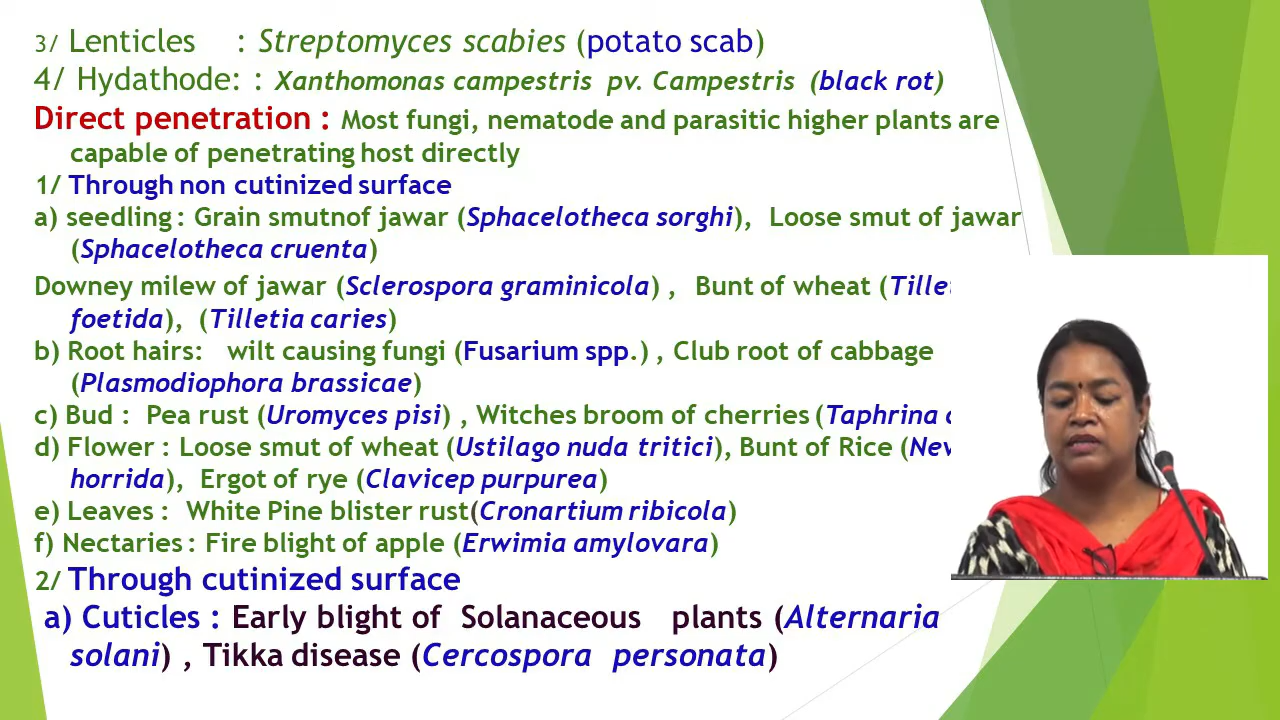 3/ Lenticles : Streptomyces scabies (potato scab)
4/ Hydathode: : Xanthomonas campestris pv. Campestris (black rot)
Direct penetration : Most fungi, nematode and parasitic higher plants are
capable of penetrating host directly
1/ Through non cutinized surface
a) seedling : Grain smutnof jawar (Sphacelotheca sorghi), Loose smut of jawar
(Sphacelotheca cruenta)
Downey milew of jawar (Sclerospora graminicola) , Bunt of wheat (
foetida), (Tilletia caries)
b) Root hairs: wilt causing fungi (Fusarium spp.) , Club root of cabbage
(Plasmodiophora brassicae)
c) Bud : Pea rust (Uromyces pisi) , Witches broom of cherries (Taphrina
d) Flower : Loose smut of wheat (Ustilago nuda tritici), Bunt of Rice (
horrida), Ergot of rye (Clavicep purpurea)
e) Leaves : White Pine blister rust(Cronartium ribicola)
f) Nectaries : Fire blight of apple (Erwimia amylovara)
2/ Through cutinized surface
a) Cuticles : Early blight of Solanaceous plants (Alternaria
solani) , Tikka disease (Cercospora personata)